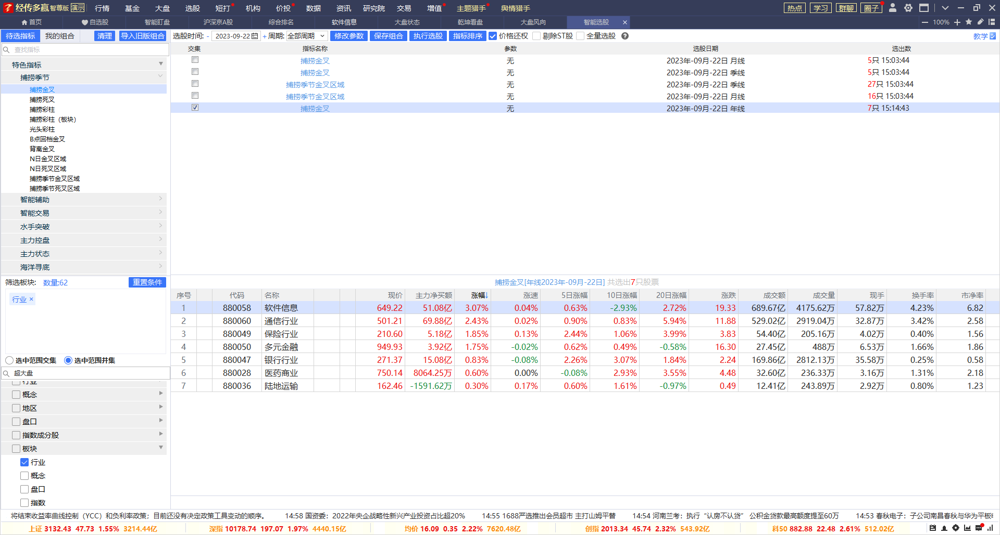 经传多赢 智尊版 演示 行情 基金 大盘 选股 短打 机构 价投 数据 资讯 研究院 交易 增值 主题猎手 舆情猎手 热点 学习 群聊 圈子
首页 自选股 智能盯盘 沪深京A股 综合排名 软件信息 大盘状态 乾坤看盘 大盘风向 智能选股 × 100%
待选指标 我的组合 清理 导入旧版组合 选股时间: - 2023-09-22 + 周期: 全部周期 修改参数 保存组合 执行选股 指标排序 价格还权 剔除ST股 全量选股 ? 教学
查找指标
交集 指标名称 参数 选股日期 选出数
捕捞金叉 无 2023年-09月-22日 月线 5只 15:03:44
捕捞金叉 无 2023年-09月-22日 季线 5只 15:03:44
捕捞季节金叉区域 无 2023年-09月-22日 季线 27只 15:03:44
捕捞季节金叉区域 无 2023年-09月-22日 月线 16只 15:03:44
捕捞金叉 无 2023年-09月-22日 年线 7只 15:14:43
特色指标
捕捞季节
捕捞金叉
捕捞死叉
捕捞彩柱
捕捞彩柱（板块）
光头彩柱
B点回档金叉
背离金叉
N日金叉区域
N日死叉区域
捕捞季节金叉区域
捕捞季节死叉区域
智能辅助
智能交易
水手突破
主力控盘
主力状态
海洋寻底
筛选板块: 数量:62 重置条件
行业 ×
选中范围交集 选中范围并集
超大盘
行业
概念
地区
盘口
指数成分股
板块
行业
概念
盘口
指数
捕捞金叉[年线2023年-09月-22日] 共选出7只股票
序号 代码 名称 现价 主力净买额 涨幅↓ 涨速 5日涨幅 10日涨幅 20日涨幅 涨跌 成交额 成交量 现手 换手率 市净率
1 880058 软件信息 649.22 51.08亿 3.07% 0.04% 0.63% -2.93% 2.72% 19.33 689.67亿 4175.62万 57.82万 4.23% 6.82
2 880060 通信行业 501.21 69.88亿 2.43% 0.02% 0.90% 0.83% 5.94% 11.88 529.02亿 2919.04万 32.87万 3.42% 2.58
3 880049 保险行业 210.60 5.18亿 1.85% 0.13% 2.44% 1.06% 3.99% 3.83 54.40亿 205.16万 4.02万 0.40% 1.56
4 880050 多元金融 949.93 3.92亿 1.75% -0.02% 0.62% 0.49% -0.58% 16.30 27.45亿 488万 6.53万 1.66% 1.86
5 880047 银行行业 271.37 15.08亿 0.83% -0.08% 2.26% 3.07% 1.84% 2.24 169.86亿 2812.13万 35.58万 0.25% 0.58
6 880028 医药商业 750.14 8064.25万 0.60% 0.00% -0.08% 2.93% 3.55% 4.48 32.60亿 236.33万 3.16万 1.31% 2.18
7 880036 陆地运输 162.46 -1591.62万 0.30% 0.17% 0.60% 1.61% -0.97% 0.49 12.41亿 243.89万 2.92万 0.80% 1.23
将结束收益率曲线控制（YCC）和负利率政策；目前还没有决定政策工具变动的顺序。 14:58 国资委：2022年央企战略性新兴产业投资占比超20% 14:55 1688严选推出会员超市 主打山姆平替 14:54 河南兰考：执行“认房不认贷” 公积金贷款最高额度提至60万 14:53 春秋电子：子公司南昌春秋与华为平板电
上证 3132.43 47.73 1.55% 3214.44亿 深指 10178.74 197.07 1.97% 4440.15亿 均价 16.09 0.35 2.22% 7620.48亿 创指 2013.34 45.74 2.32% 543.92亿 科50 882.88 22.48 2.61% 512.02亿